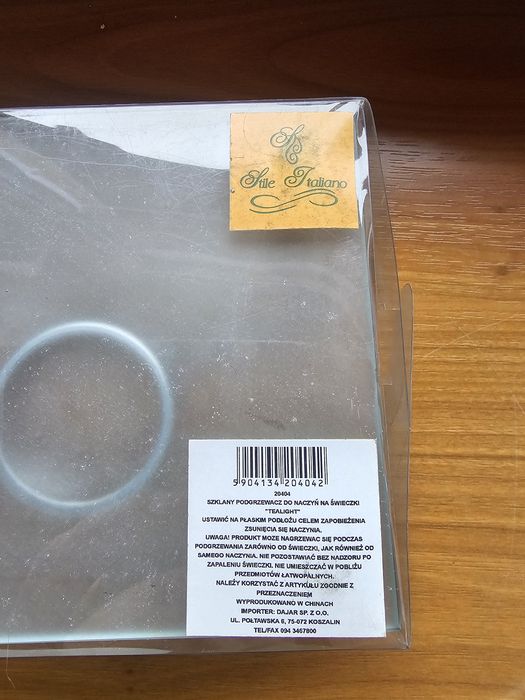 Stile Italiano
5 904134 204042
20404
SZKLANY PODGRZEWACZ DO NACZYŃ NA ŚWIECZKI
"TEALIGHT"
USTAWIĆ NA PŁASKIM PODŁOŻU CELEM ZAPOBIEŻENIA
ZSUNIĘCIA SIĘ NACZYNIA.
UWAGA! PRODUKT MOZE NAGRZEWAC SIĘ PODCZAS
PODGRZEWANIA ZARÓWNO OD ŚWIECZKI, JAK RÓWNIEŻ OD
SAMEGO NACZYNIA. NIE POZOSTAWIAĆ BEZ NADZORU PO
ZAPALENIU ŚWIECZKI. NIE UMIESZCZAĆ W POBLIŻU
PRZEDMIOTÓW ŁATWOPALNYCH.
NALEŻY KORZYSTAĆ Z ARTYKUŁU ZGODNIE Z
PRZEZNACZENIEM
WYPRODUKOWANO W CHINACH
IMPORTER: DAJAR SP. Z O.O.
UL. POŁTAWSKA 6, 75-072 KOSZALIN
TEL/FAX 094 3467800